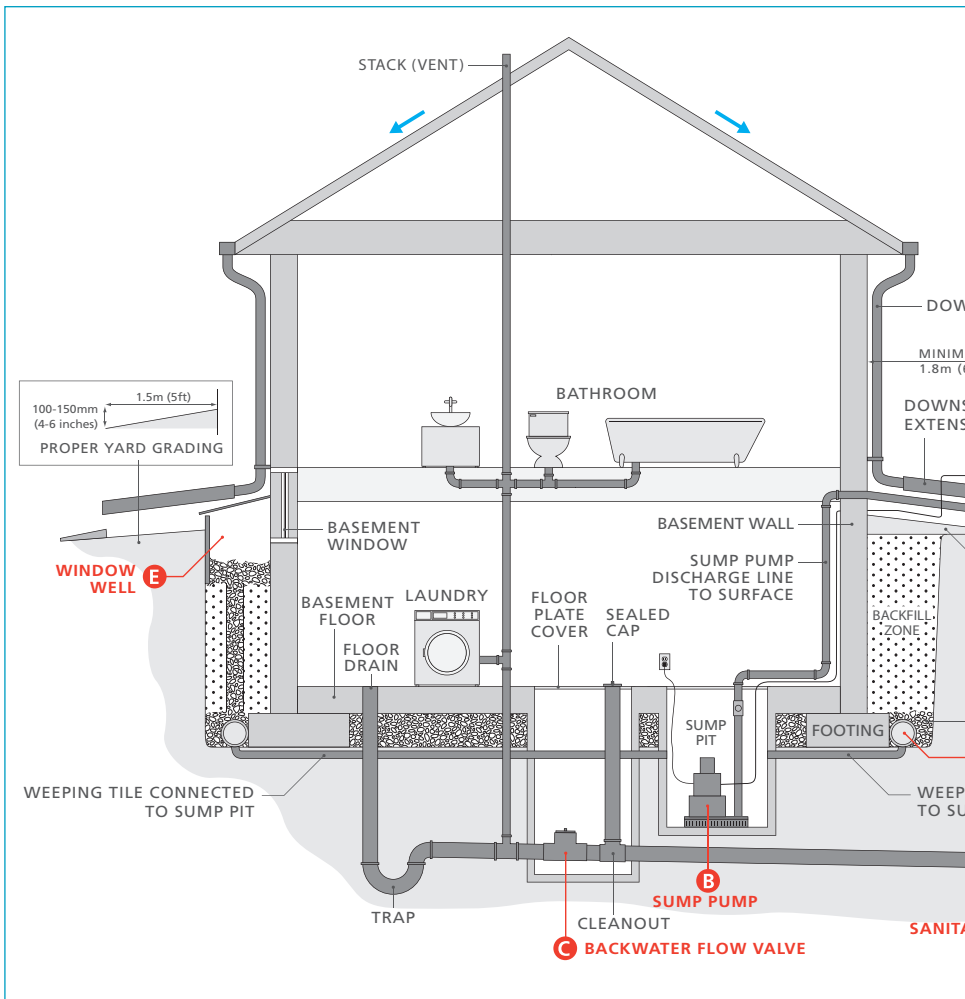 STACK (VENT)
DOW
MINIM
1.8m (6
DOWNS
EXTENS
1.5m (5ft)
100-150mm
(4-6 inches)
PROPER YARD GRADING
BATHROOM
BASEMENT
WINDOW
BASEMENT WALL
WINDOW
WELL
E
SUMP PUMP
DISCHARGE LINE
TO SURFACE
BASEMENT
FLOOR
LAUNDRY
FLOOR
PLATE
COVER
SEALED
CAP
BACKFILL
ZONE
FLOOR
DRAIN
SUMP
PIT
FOOTING
WEEPING TILE CONNECTED
TO SUMP PIT
WEEP
TO SU
B
SUMP PUMP
TRAP
CLEANOUT
C
BACKWATER FLOW VALVE
SANITA